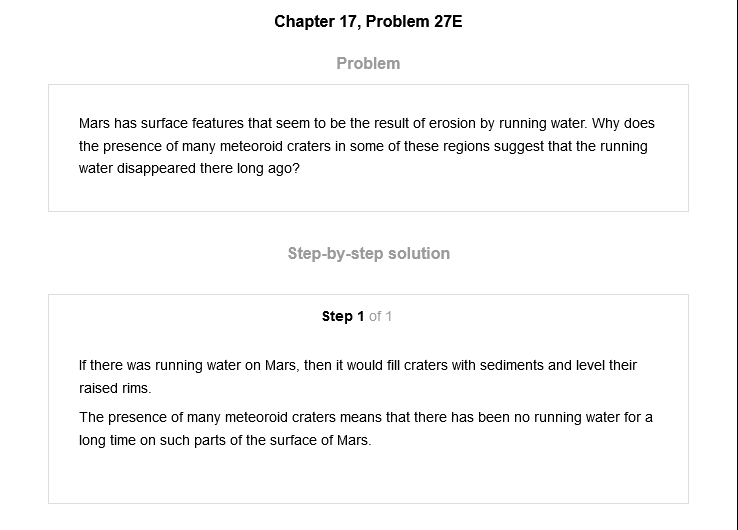 Chapter 17, Problem 27E
Problem
Mars has surface features that seem to be the result of erosion by running water. Why does
the presence of many meteoroid craters in some of these regions suggest that the running
water disappeared there long ago?
Step-by-step solution
Step 1 of 1
If there was running water on Mars, then it would fill craters with sediments and level their
raised rims.
The presence of many meteoroid craters means that there has been no running water for a
long time on such parts of the surface of Mars.